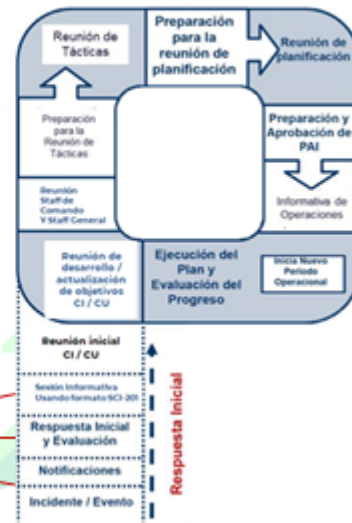 Reunión de
Tácticas
Preparación
para la
reunión de
planificación
Reunión de
planificación
Preparación
para la
Reunión de
Tácticas
Preparación y
Aprobación de
PAI
Reunión
Staff de
Comando
Y Staff General
Informativa de
Operaciones
Reunión de
desarrollo /
actualización
de objetivos
CI / CU
Ejecución del
Plan y
Evaluación del
Progreso
Inicia Nuevo
Periodo
Operacional
Reunión inicial
CI / CU
Sesión Informativa
Usando formato SCI-201
Respuesta Inicial
y Evaluación
Notificaciones
Incidente / Evento
Respuesta Inicial